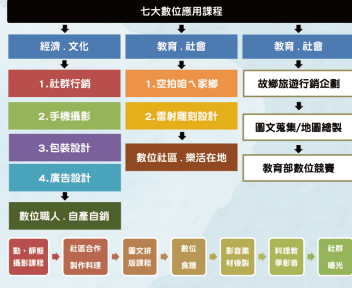 七大數位應用課程
經濟．文化
教育．社會
教育．社會
1.社群行銷
2.手機攝影
3.包裝設計
4.廣告設計
數位職人．自產自銷
1.空拍咱ㄟ家鄉
2.雷射雕刻設計
數位社區．樂活在地
故鄉旅遊行銷企劃
圖文蒐集/地圖繪製
教育部數位競賽
動、靜態
攝影課程
社區合作
製作料理
圖文排
版課程
數位
食譜
影音素
材後製
料理教
學影音
社群
曝光